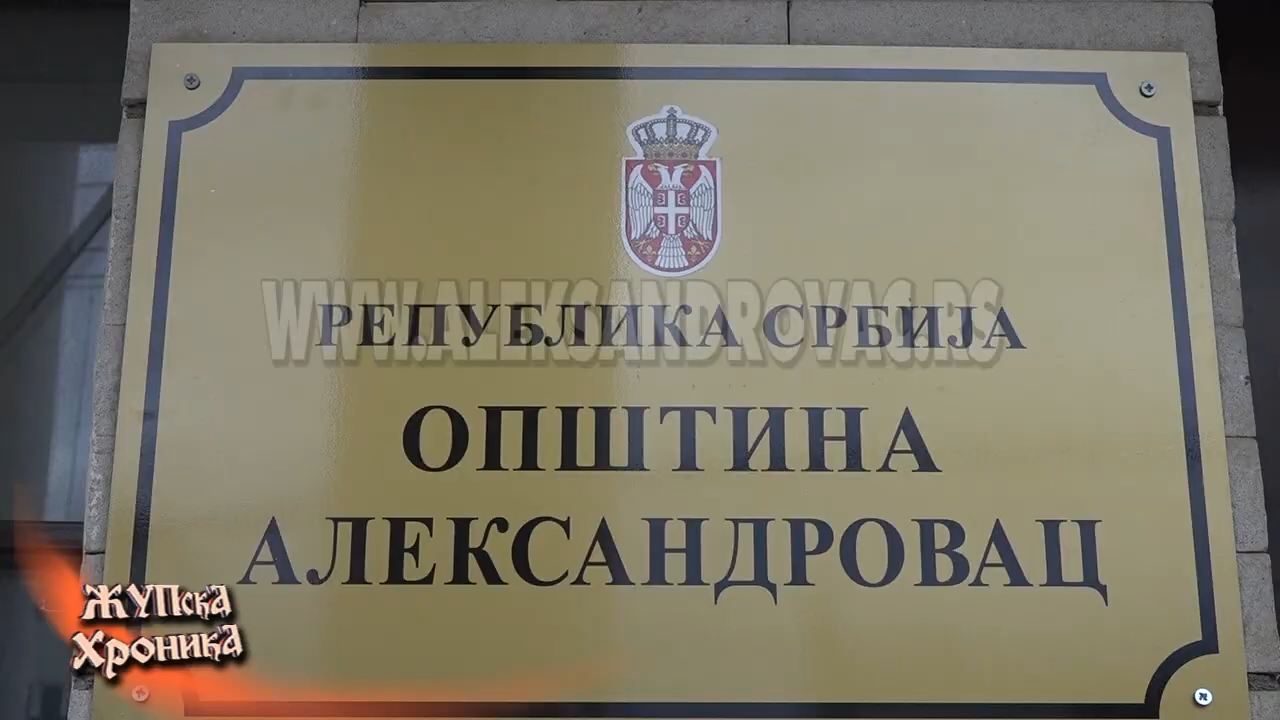 WWW.ALEKSANDROVAC.RS
РЕПУБЛИКА СРБИЈА
ОПШТИНА
АЛЕКСАНДРОВАЦ
ЖУПска
Хроника